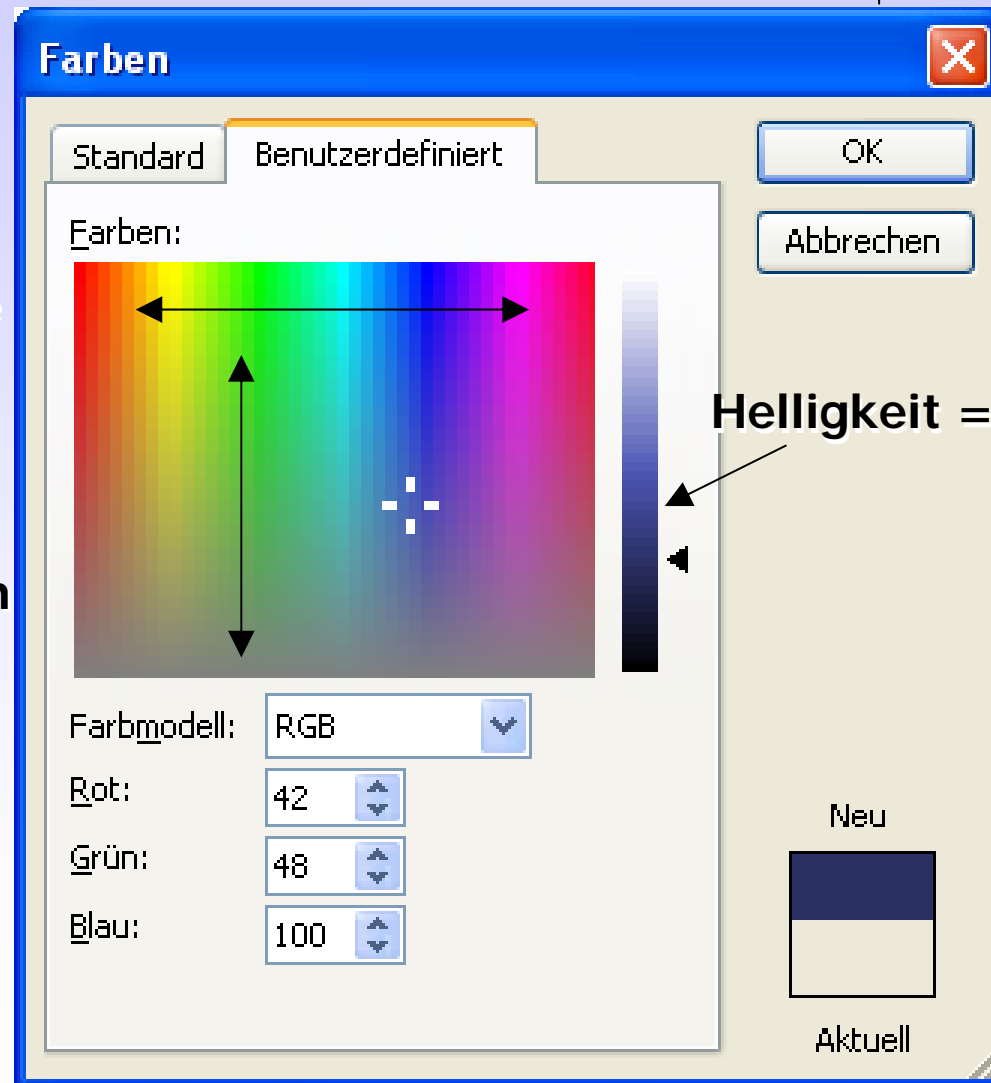 Farben
Standard Benutzerdefiniert
OK
Abbrechen
Farben:
Helligkeit =
Farbmodell: RGB
Rot: 42
Grün: 48
Blau: 100
Neu
Aktuell